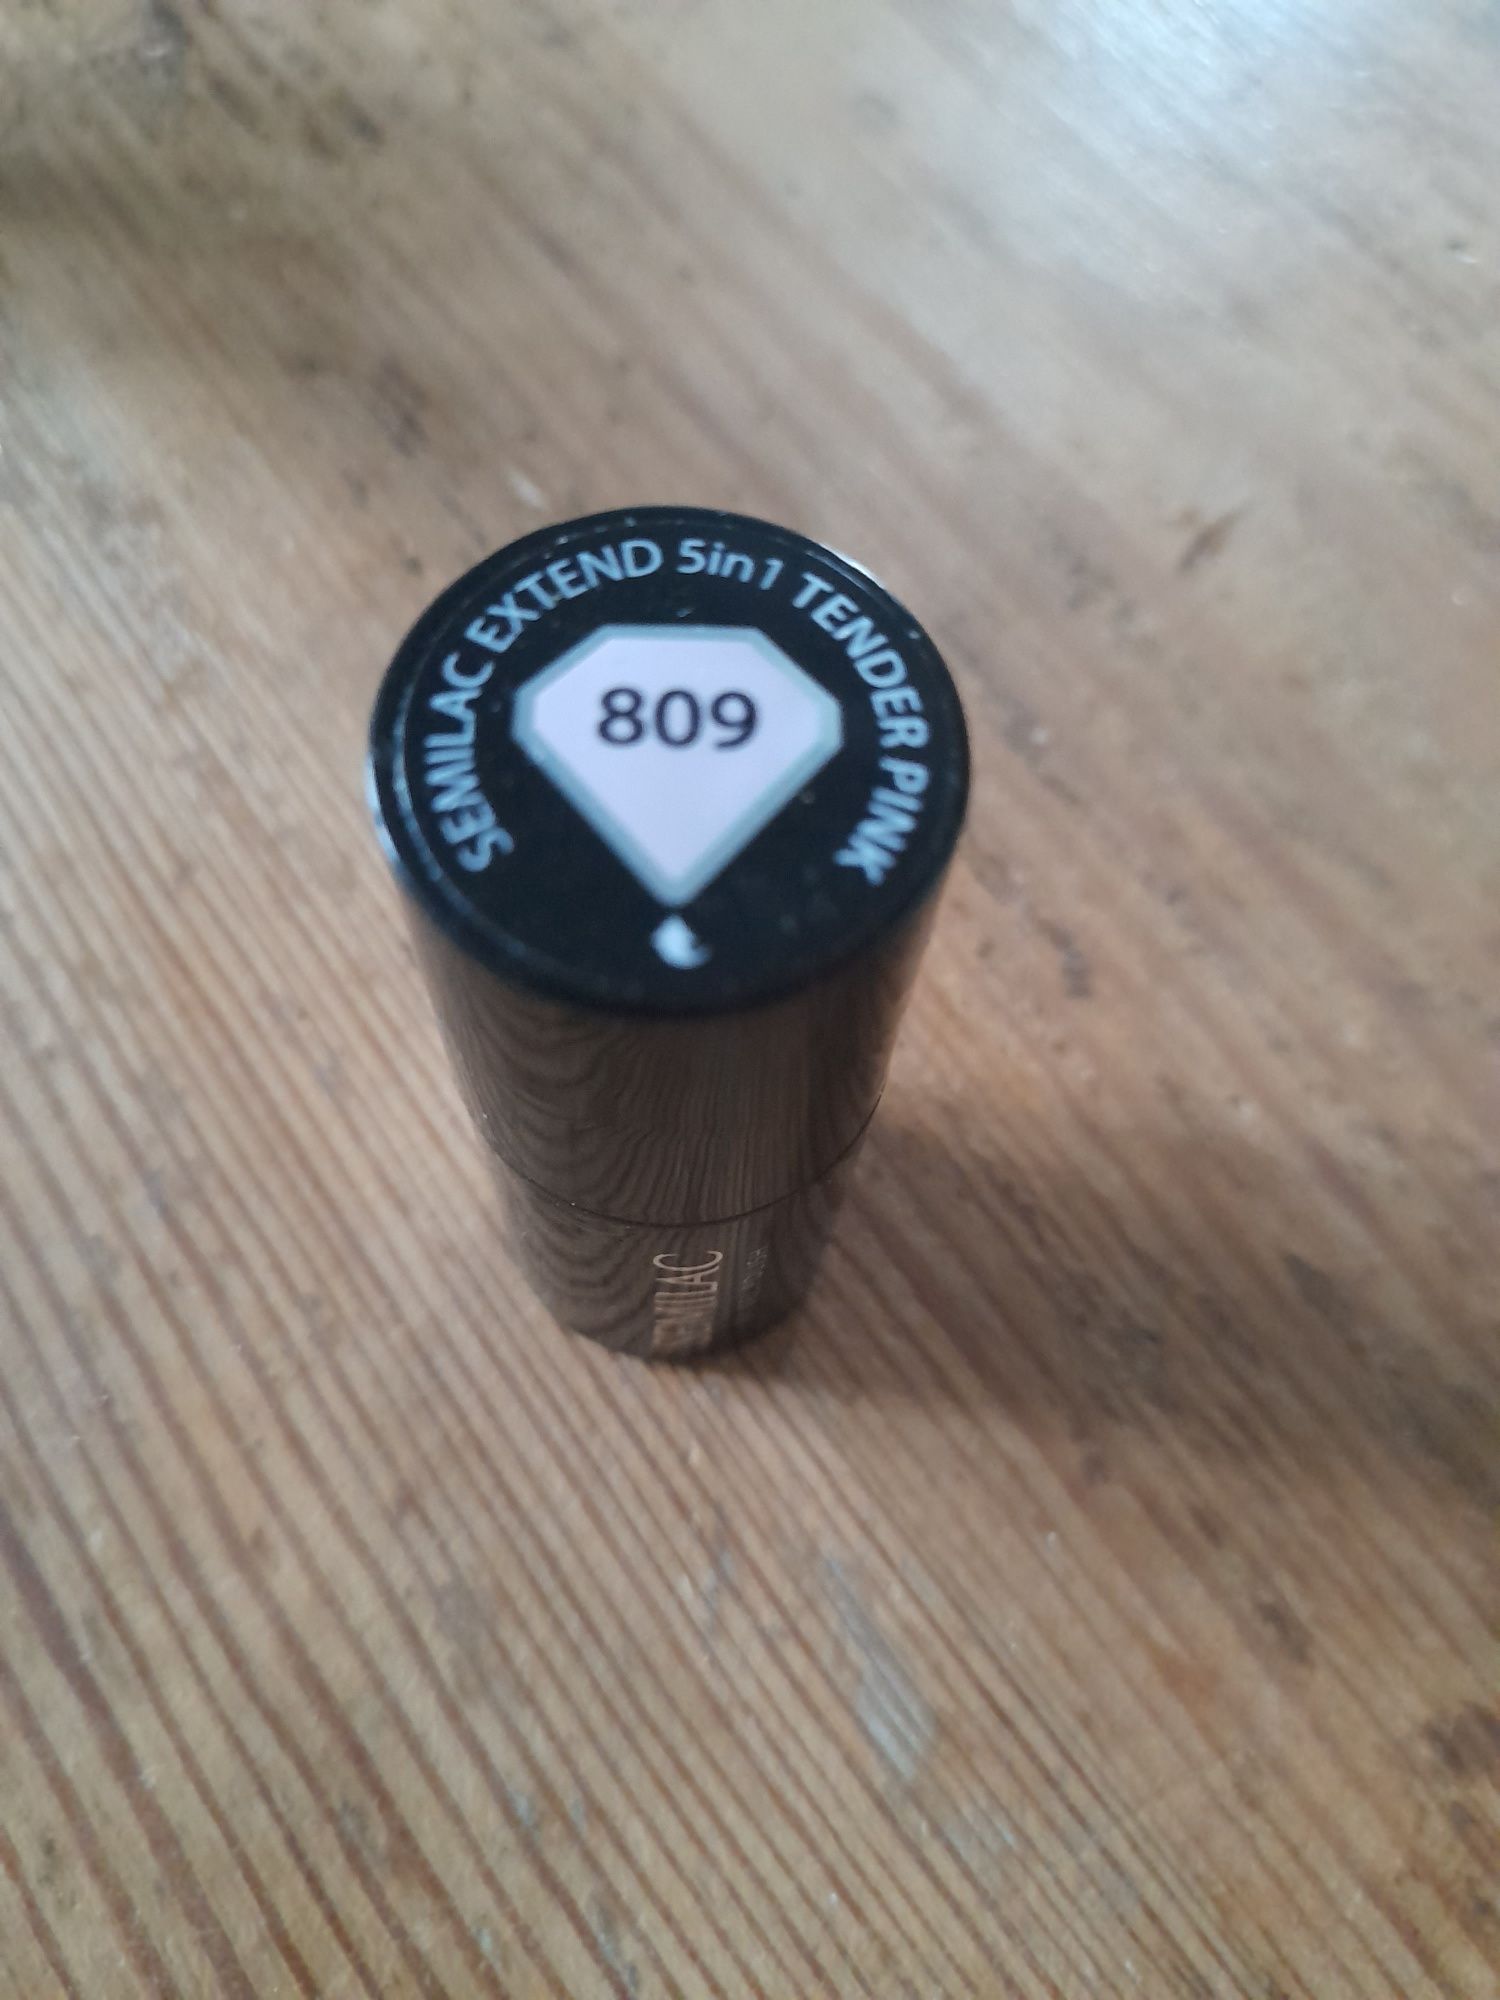 SEMILAC EXTEND 5in1 TENDER PINK
809
SEMILAC